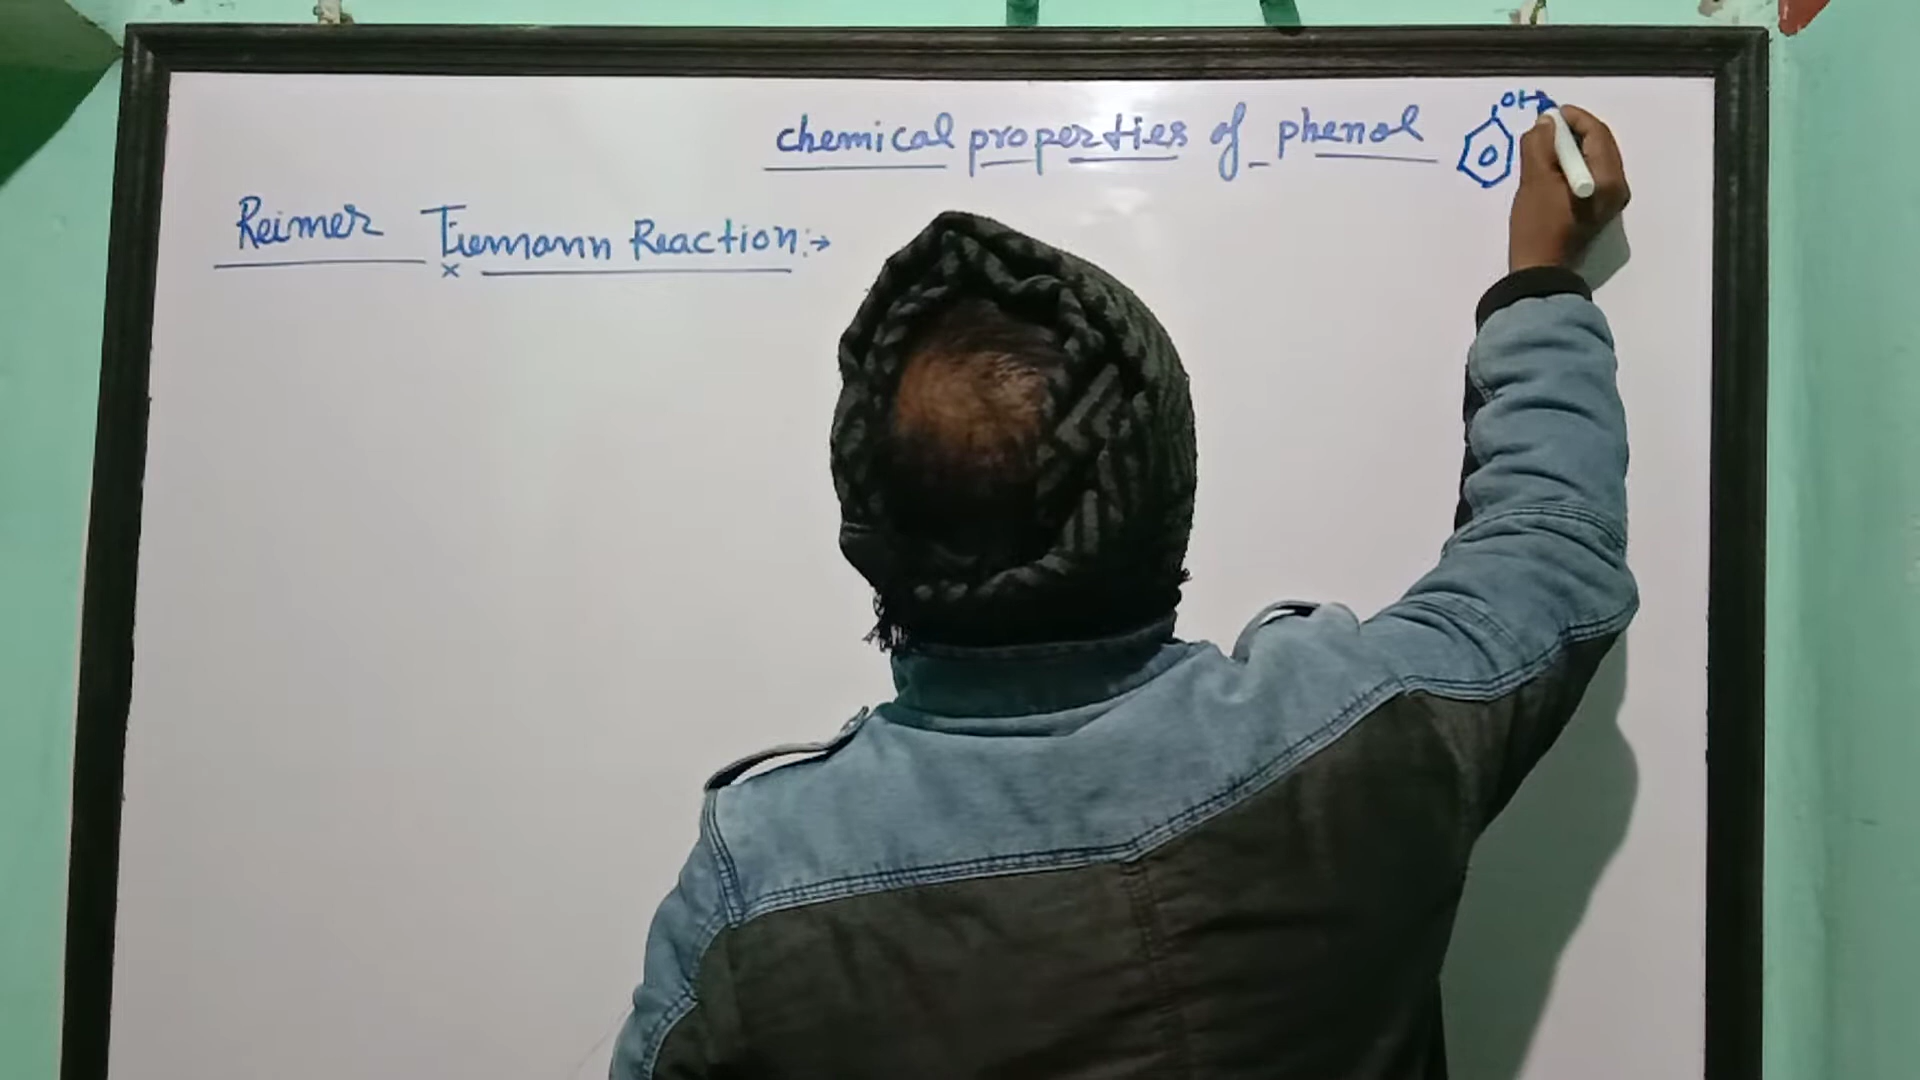 chemical properties of phenol OH
Reimer Tiemann Reaction:→